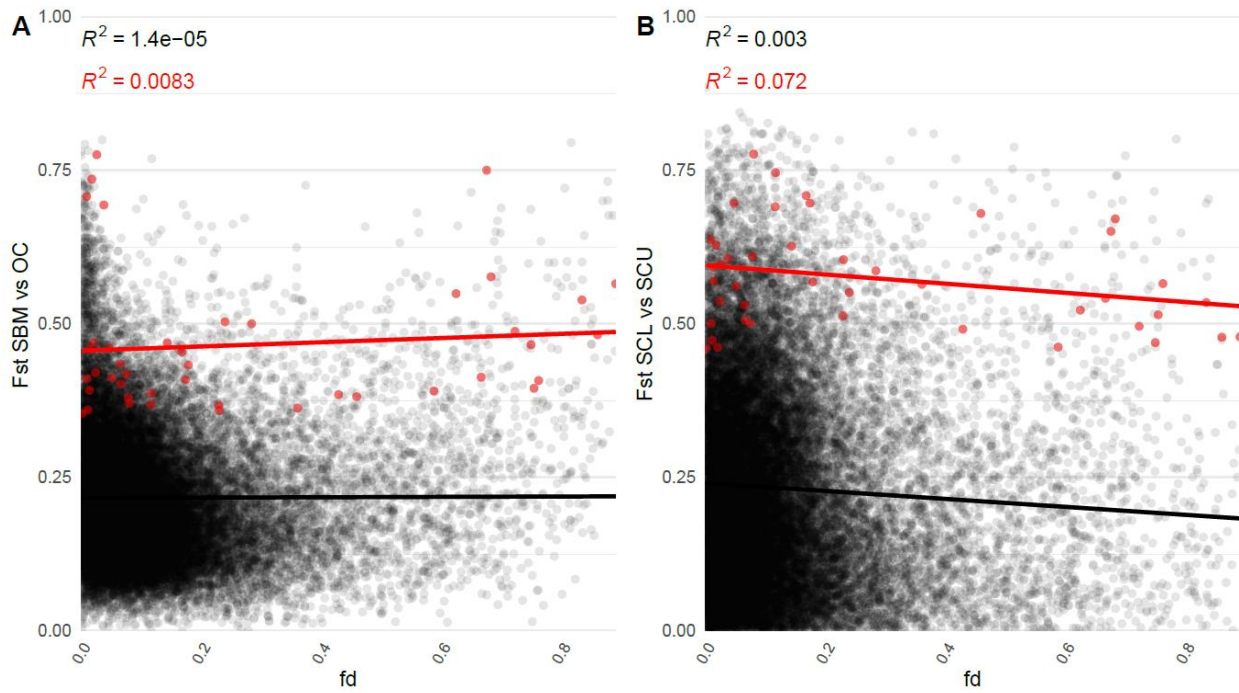 A
R² = 1.4e−05
R² = 0.0083
1.00
0.75
0.50
0.25
0.00
Fst SBM vs OC
0.0
0.2
0.4
0.6
0.8
fd
B
R² = 0.003
R² = 0.072
1.00
0.75
0.50
0.25
0.00
Fst SCL vs SCU
0.0
0.2
0.4
0.6
0.8
fd